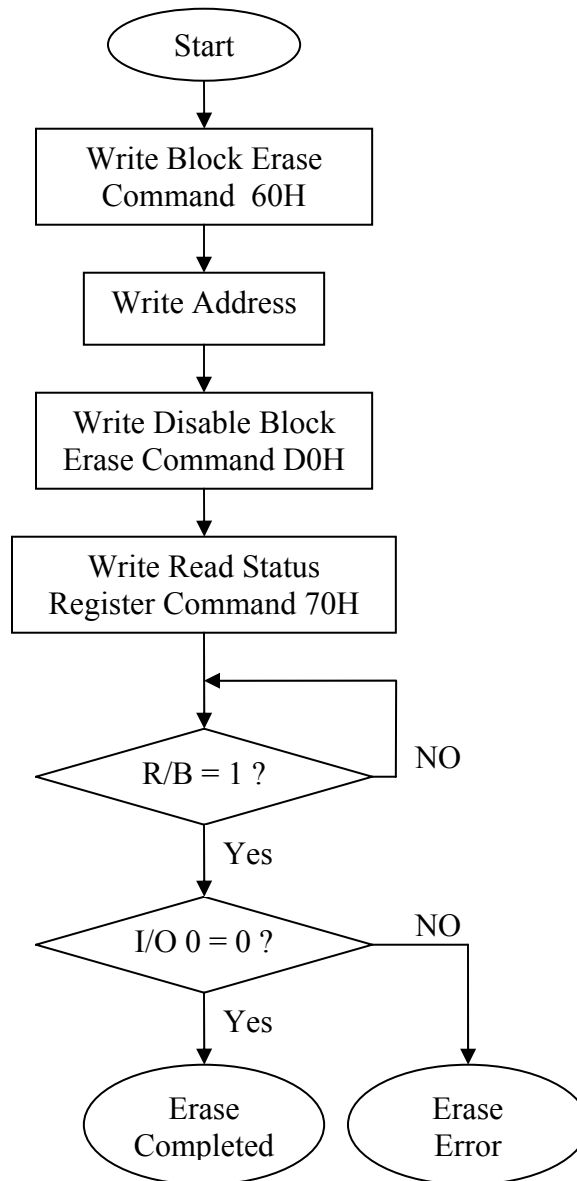 Start
Write Block Erase
Command  60H
Write Address
Write Disable Block
Erase Command D0H
Write Read Status
Register Command 70H
R/B = 1 ?
NO
Yes
I/O 0 = 0 ?
NO
Yes
Erase
Completed
Erase
Error